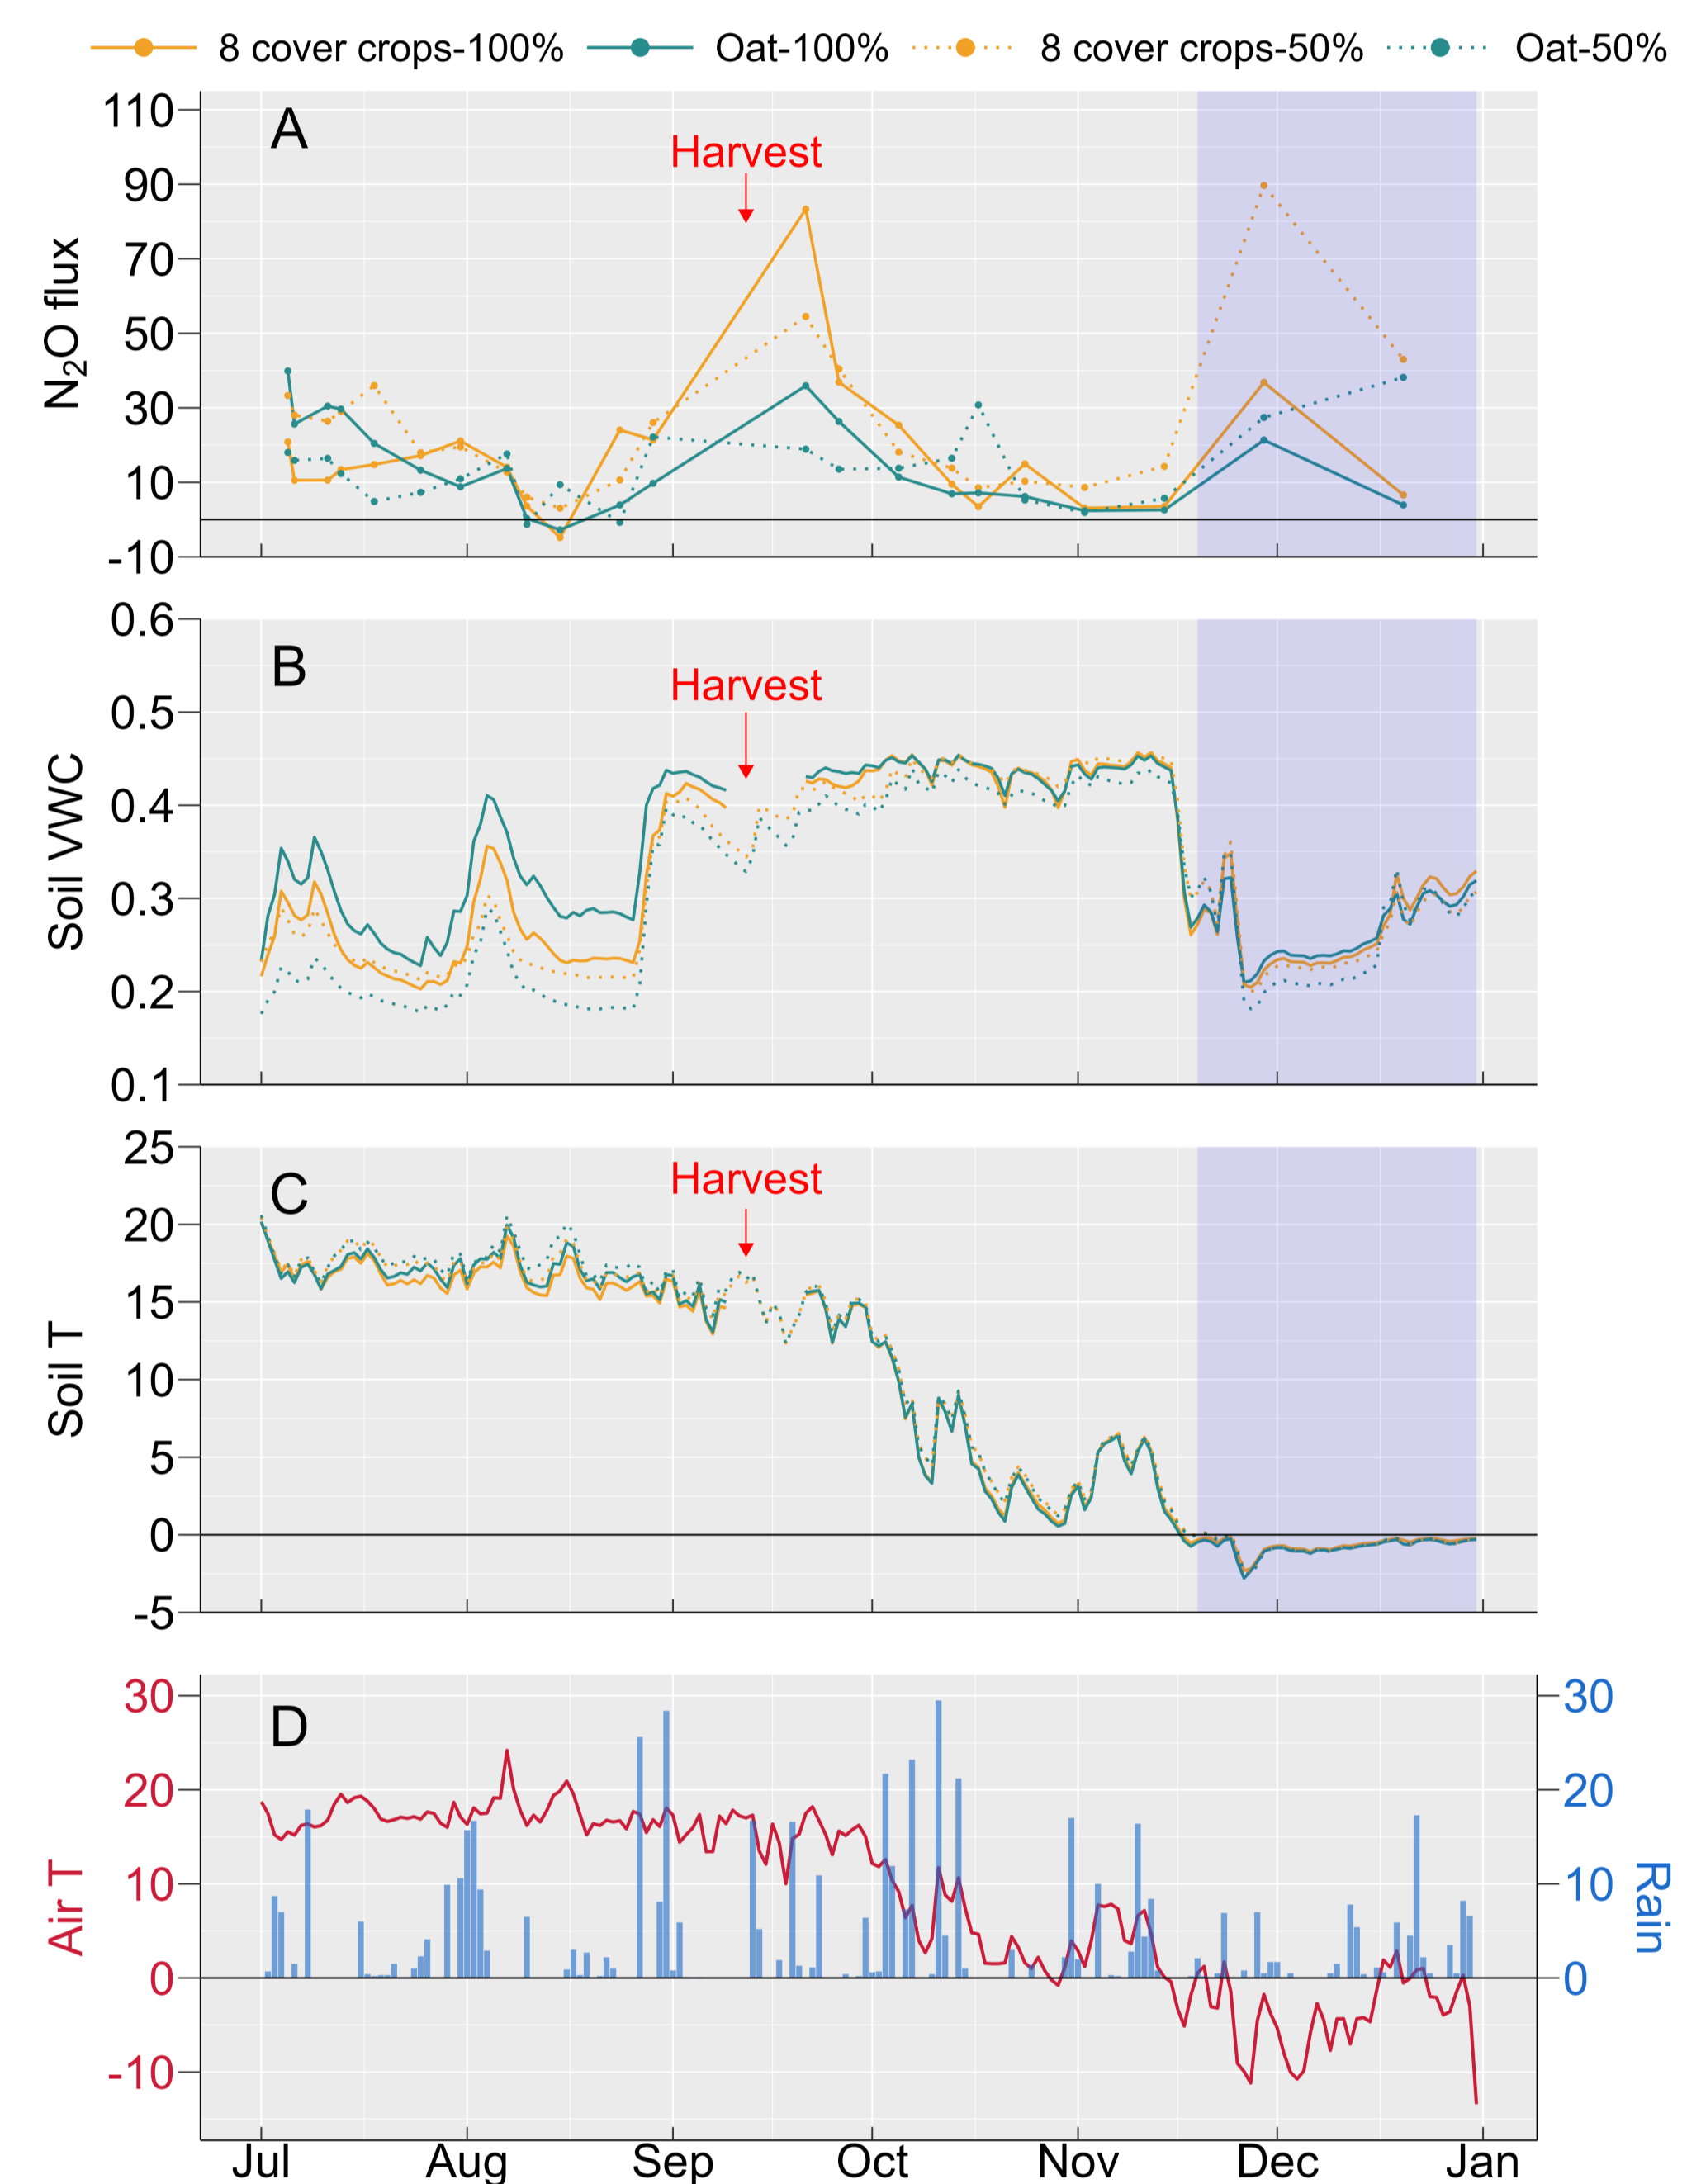 8 cover crops-100% Oat-100% 8 cover crops-50% Oat-50%
A
Harvest
N₂O flux
110
90
70
50
30
10
-10
B
Harvest
Soil VWC
0.6
0.5
0.4
0.3
0.2
0.1
C
Harvest
Soil T
25
20
15
10
5
0
-5
D
Air T
30
20
10
0
-10
Rain
30
20
10
0
Jul Aug Sep Oct Nov Dec Jan